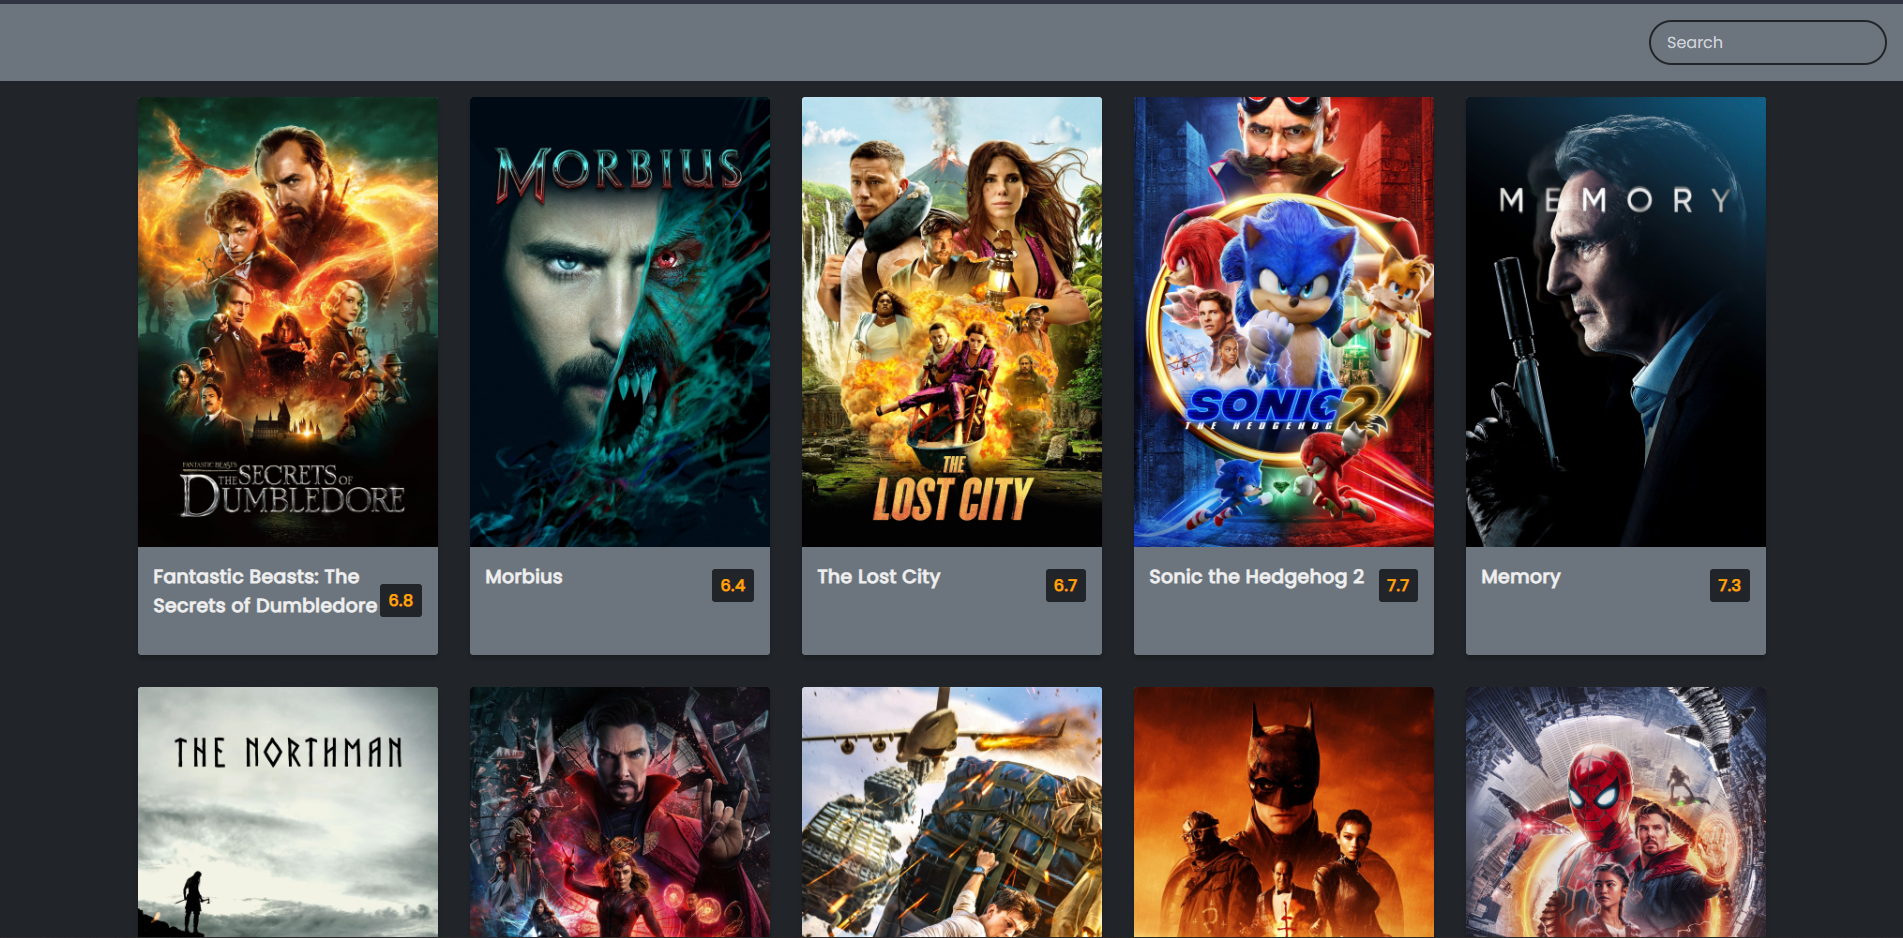 Search
MORBIUS
MEMORY
FANTASTIC BEASTS
THE SECRETS OF
DUMBLEDORE
THE
LOST CITY
SONIC 2
THE HEDGEHOG
Fantastic Beasts: The
Secrets of Dumbledore
6.8
Morbius
6.4
The Lost City
6.7
Sonic the Hedgehog 2
7.7
Memory
7.3
THE NORTHMAN